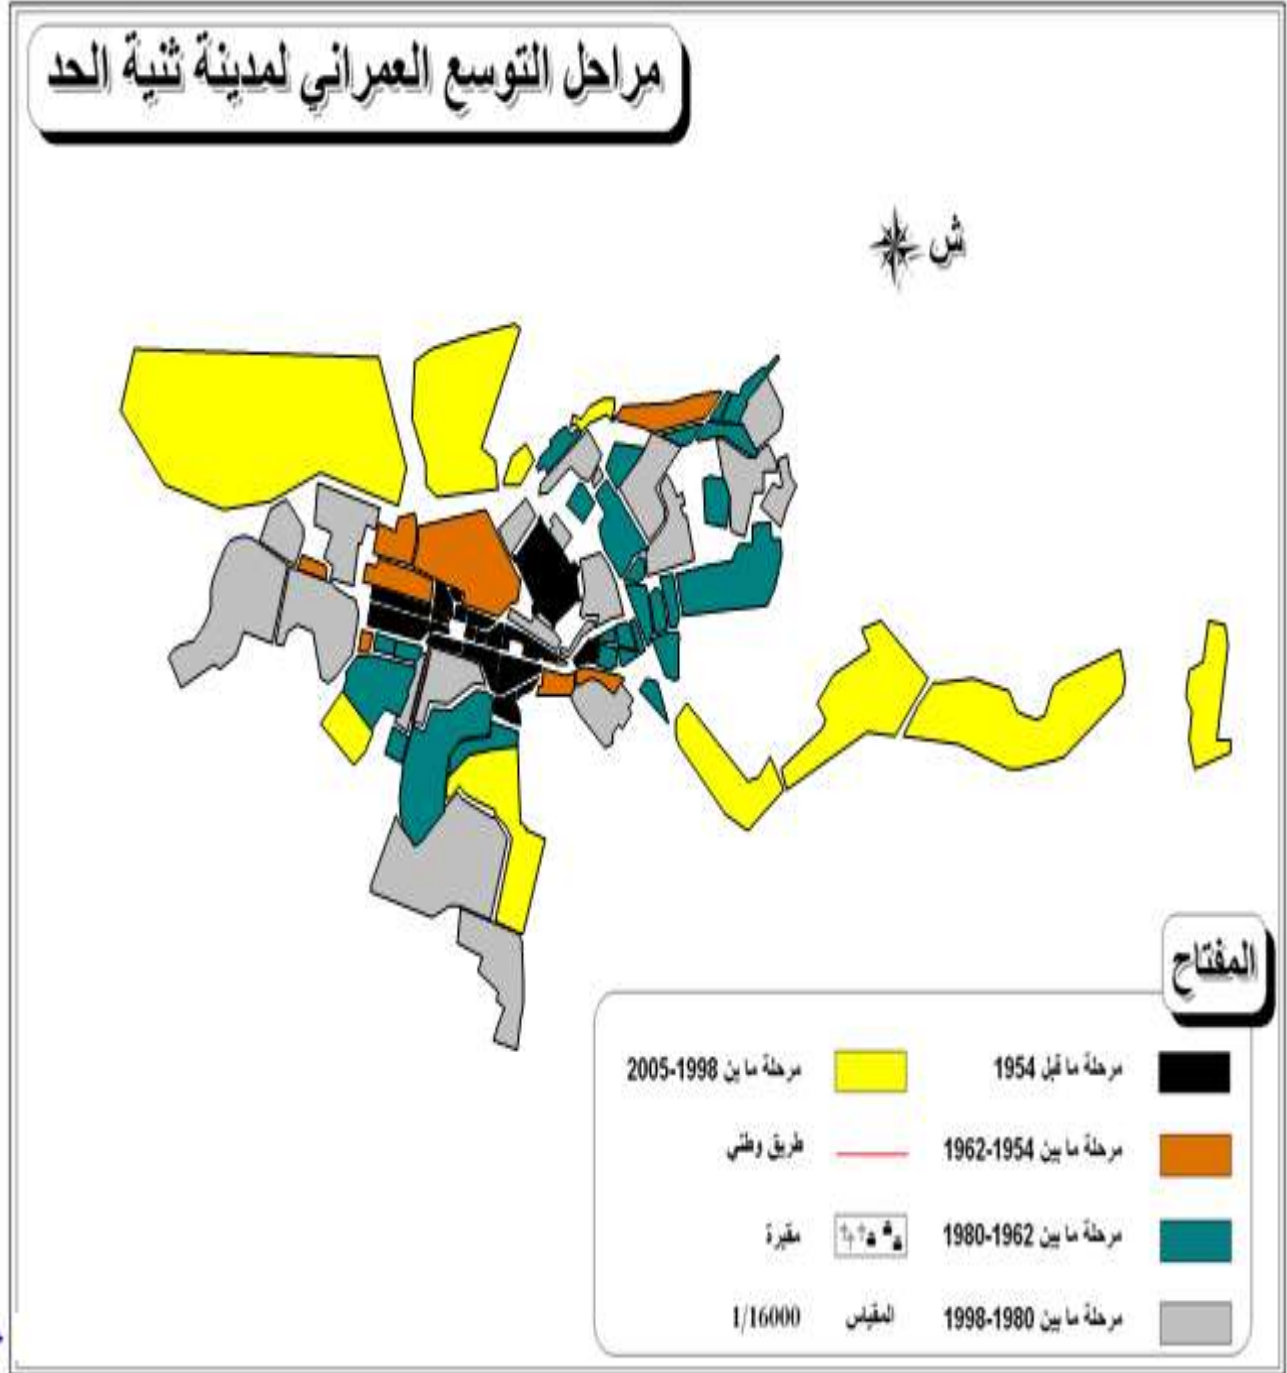 مراحل التوسع العمراني لمدينة ثنية الحد
ش
المفتاح
مرحلة ما قبل 1954
مرحلة ما بين 1954-1962
مرحلة ما بين 1962-1980
مرحلة ما بين 1980-1998
مرحلة ما بن 1998-2005
طريق وطني
مقبرة
المقياس 1/16000